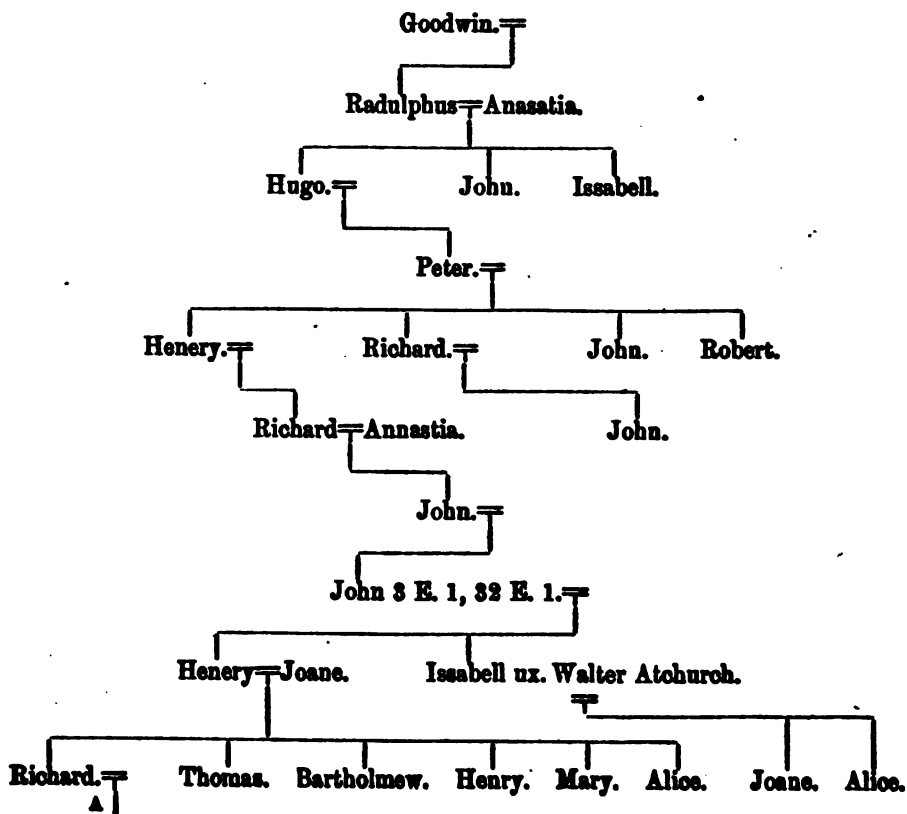 Goodwin.=
Radulphus=Anasatia.
Hugo.= John. Issabell.
Peter.=
Henery.= Richard.= John. Robert.
Richard=Annastia. John.
John.=
John 3 E. 1, 32 E. 1.=
Henery=Joane. Issabell ux. Walter Atchurch.
=
Richard.= Thomas. Bartholmew. Henry. Mary. Alice. Joane. Alice.
A